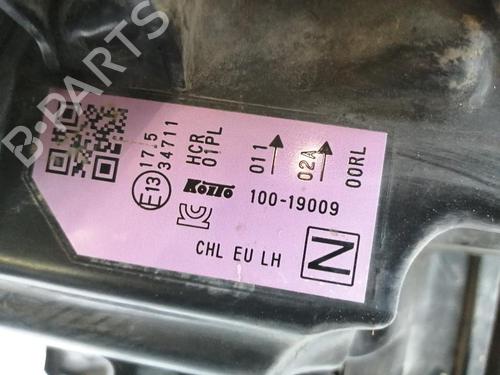 B-PARTS
E13
17.5
34711
HCR
01PL
011
02A
00RL
KOITO
100-19009
CHL EU LH
N